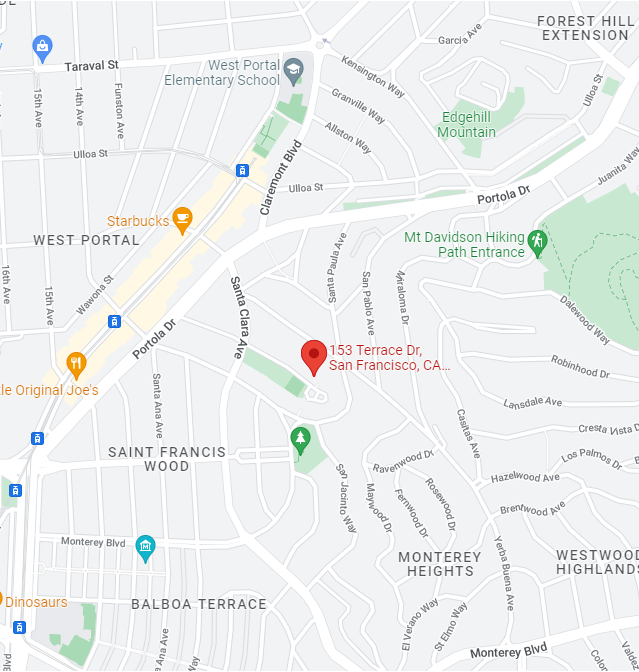 FOREST HILL
EXTENSION
Garcia Ave
Taraval St
West Portal
Elementary School
Kensington Way
Granville Way
Allston Way
Edgehill
Mountain
Ulloa St
15th Ave
14th Ave
Funston Ave
Ulloa St
Claremont Blvd
Ulloa St
Portola Dr
Juanita Way
Starbucks
WEST PORTAL
Mt Davidson Hiking
Path Entrance
16th Ave
15th Ave
Wawona St
Santa Clara Ave
Santa Paula Ave
San Pablo Ave
Miraloma Dr
Dalewood Way
Portola Dr
153 Terrace Dr,
San Francisco, CA...
Robinhood Dr
tle Original Joe's
Santa Ana Ave
Lansdale Ave
Casitas Ave
Cresta Vista D
SAINT FRANCIS
WOOD
Los Palmos Dr
Ravenwood Dr
San Jacinto Way
Maywood Dr
Fernwood Dr
Rosewood Dr
Hazelwood Ave
Brentwood Ave
Monterey Blvd
MONTEREY
HEIGHTS
Yerba Buena Ave
WESTWOOD
HIGHLANDS
Dinosaurs
BALBOA TERRACE
El Verano Way
St Elmo Way
Monterey Blvd